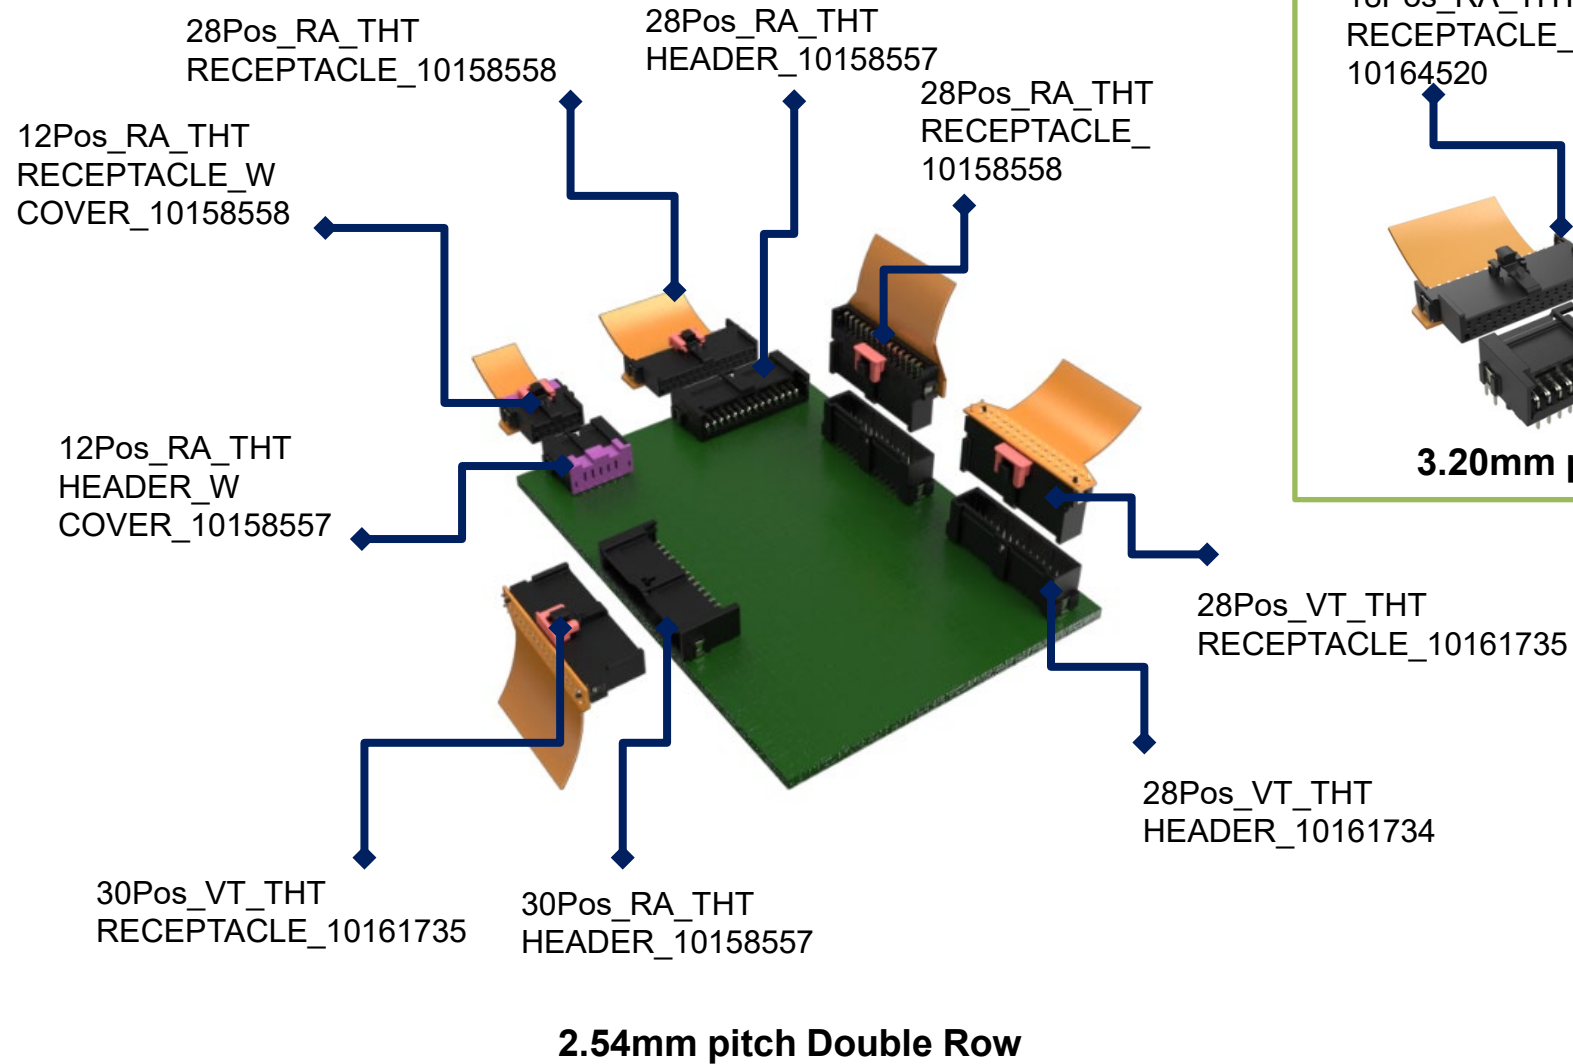 28Pos_RA_THT
RECEPTACLE_10158558
28Pos_RA_THT
HEADER_10158557
28Pos_RA_THT
RECEPTACLE_
10158558
RECEPTACLE_
10164520
12Pos_RA_THT
RECEPTACLE_W
COVER_10158558
12Pos_RA_THT
HEADER_W
COVER_10158557
3.20mm
28Pos_VT_THT
RECEPTACLE_10161735
28Pos_VT_THT
HEADER_10161734
30Pos_VT_THT
RECEPTACLE_10161735
30Pos_RA_THT
HEADER_10158557
2.54mm pitch Double Row